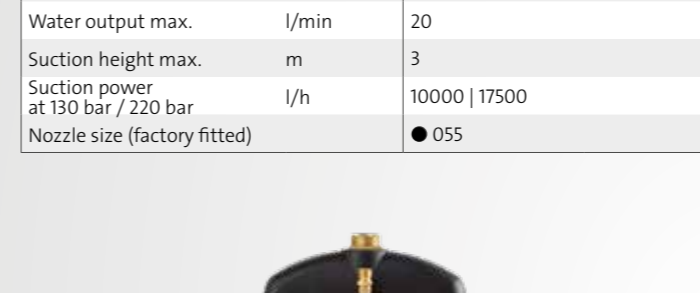 Water output max. l/min 20
Suction height max. m 3
Suction power
at 130 bar / 220 bar l/h 10000 | 17500
Nozzle size (factory fitted) ● 055